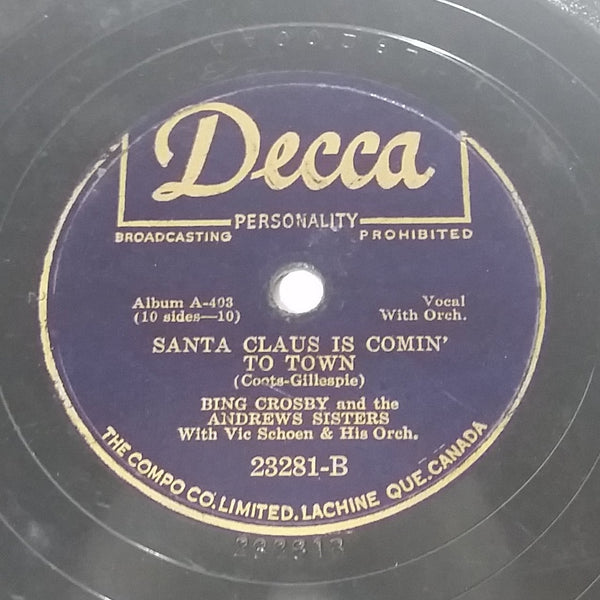 Decca
PERSONALITY
BROADCASTING PROHIBITED
Album A-403
(10 sides—10)
Vocal
With Orch.
SANTA CLAUS IS COMIN'
TO TOWN
(Coots-Gillespie)
BING CROSBY and the
ANDREWS SISTERS
With Vic Schoen & His Orch.
23281-B
THE COMPO CO. LIMITED. LACHINE QUE. CANADA